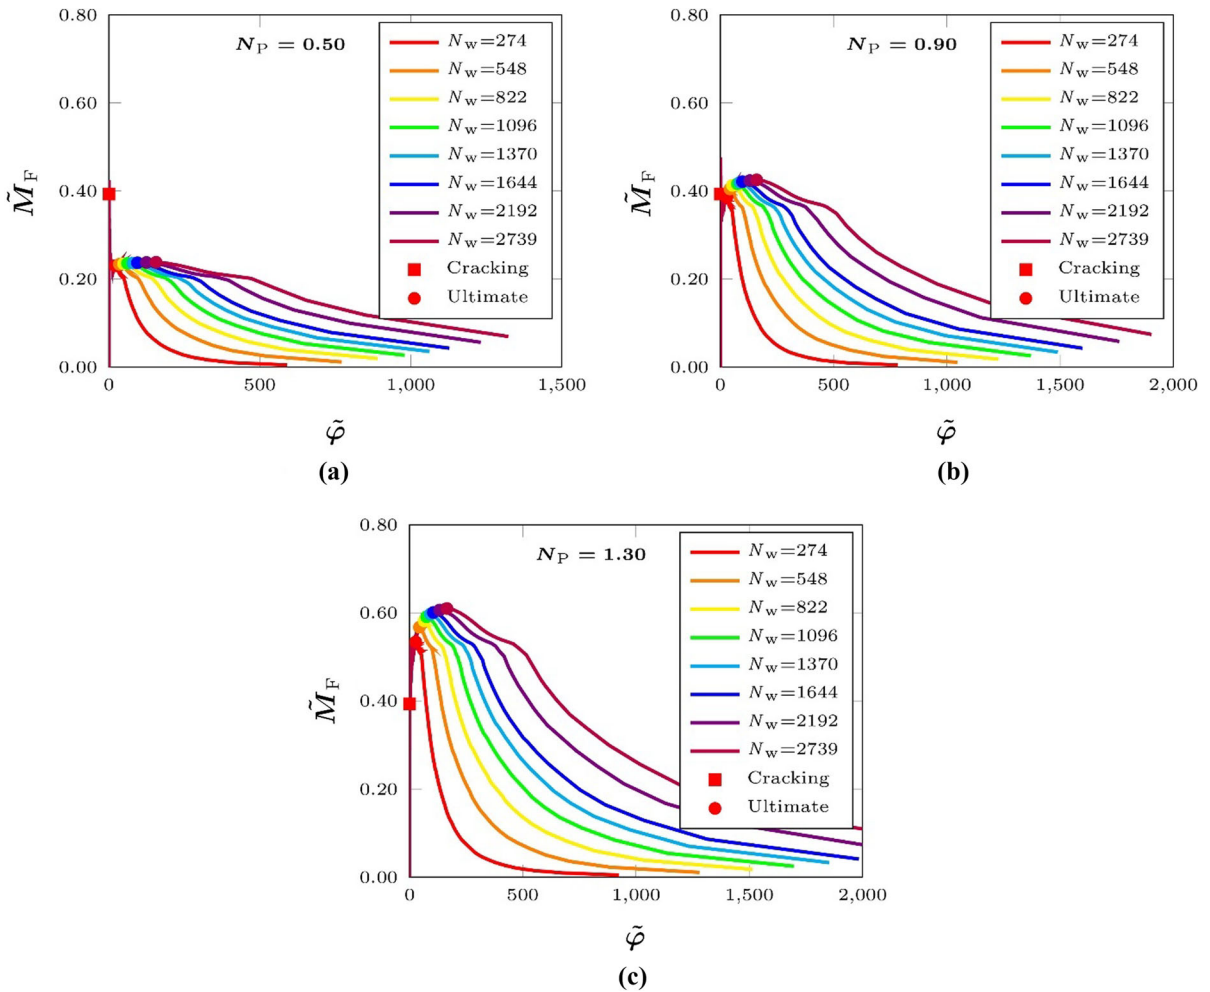 0.80
0.60
0.40
0.20
0.00
M̃F
N_P = 0.50
N_w=274
N_w=548
N_w=822
N_w=1096
N_w=1370
N_w=1644
N_w=2192
N_w=2739
Cracking
Ultimate
0 500 1,000 1,500
φ̃
(a)
0.80
0.60
0.40
0.20
0.00
M̃F
N_P = 0.90
N_w=274
N_w=548
N_w=822
N_w=1096
N_w=1370
N_w=1644
N_w=2192
N_w=2739
Cracking
Ultimate
0 500 1,000 1,500 2,000
φ̃
(b)
0.80
0.60
0.40
0.20
0.00
M̃F
N_P = 1.30
N_w=274
N_w=548
N_w=822
N_w=1096
N_w=1370
N_w=1644
N_w=2192
N_w=2739
Cracking
Ultimate
0 500 1,000 1,500 2,000
φ̃
(c)